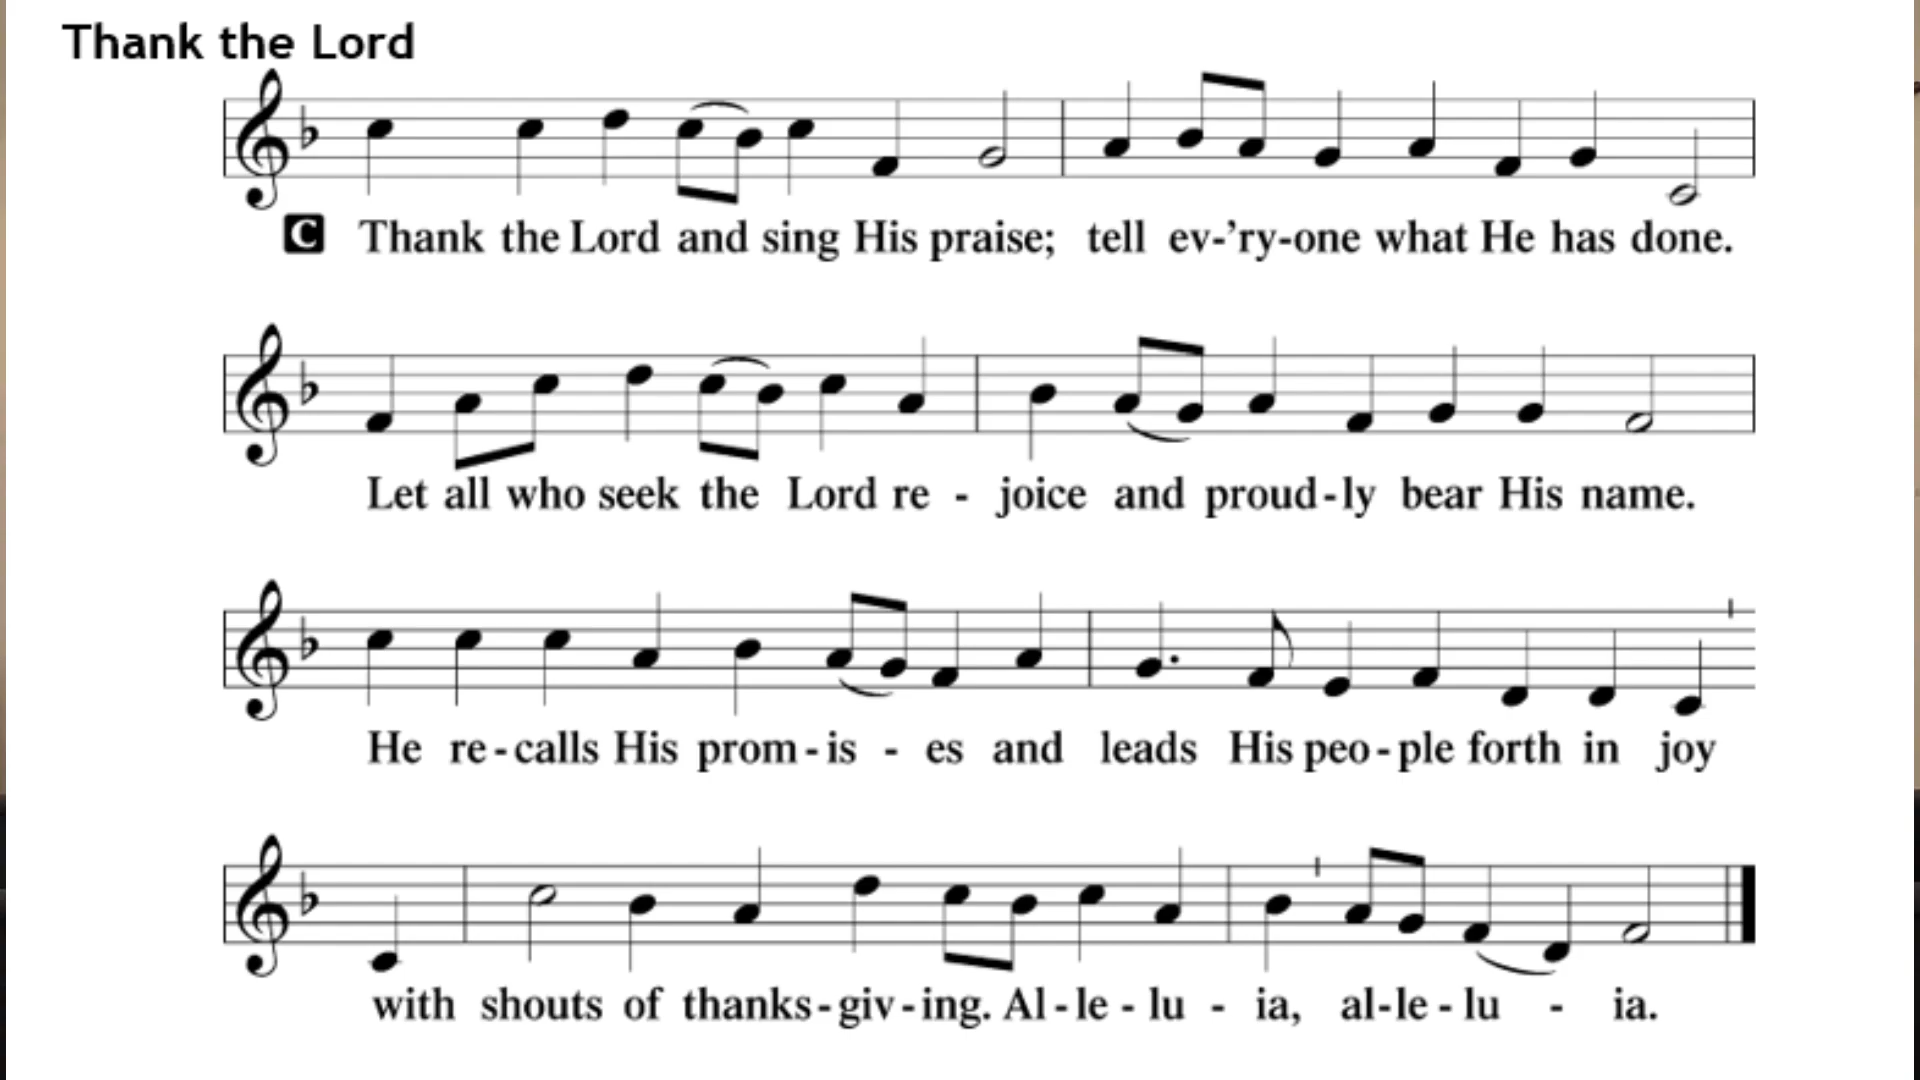 Thank the Lord
C Thank the Lord and sing His praise; tell ev-’ry-one what He has done.
Let all who seek the Lord re - joice and proud-ly bear His name.
He re-calls His prom-is - es and leads His peo-ple forth in joy
with shouts of thanks-giv-ing. Al-le - lu - ia, al-le-lu - ia.